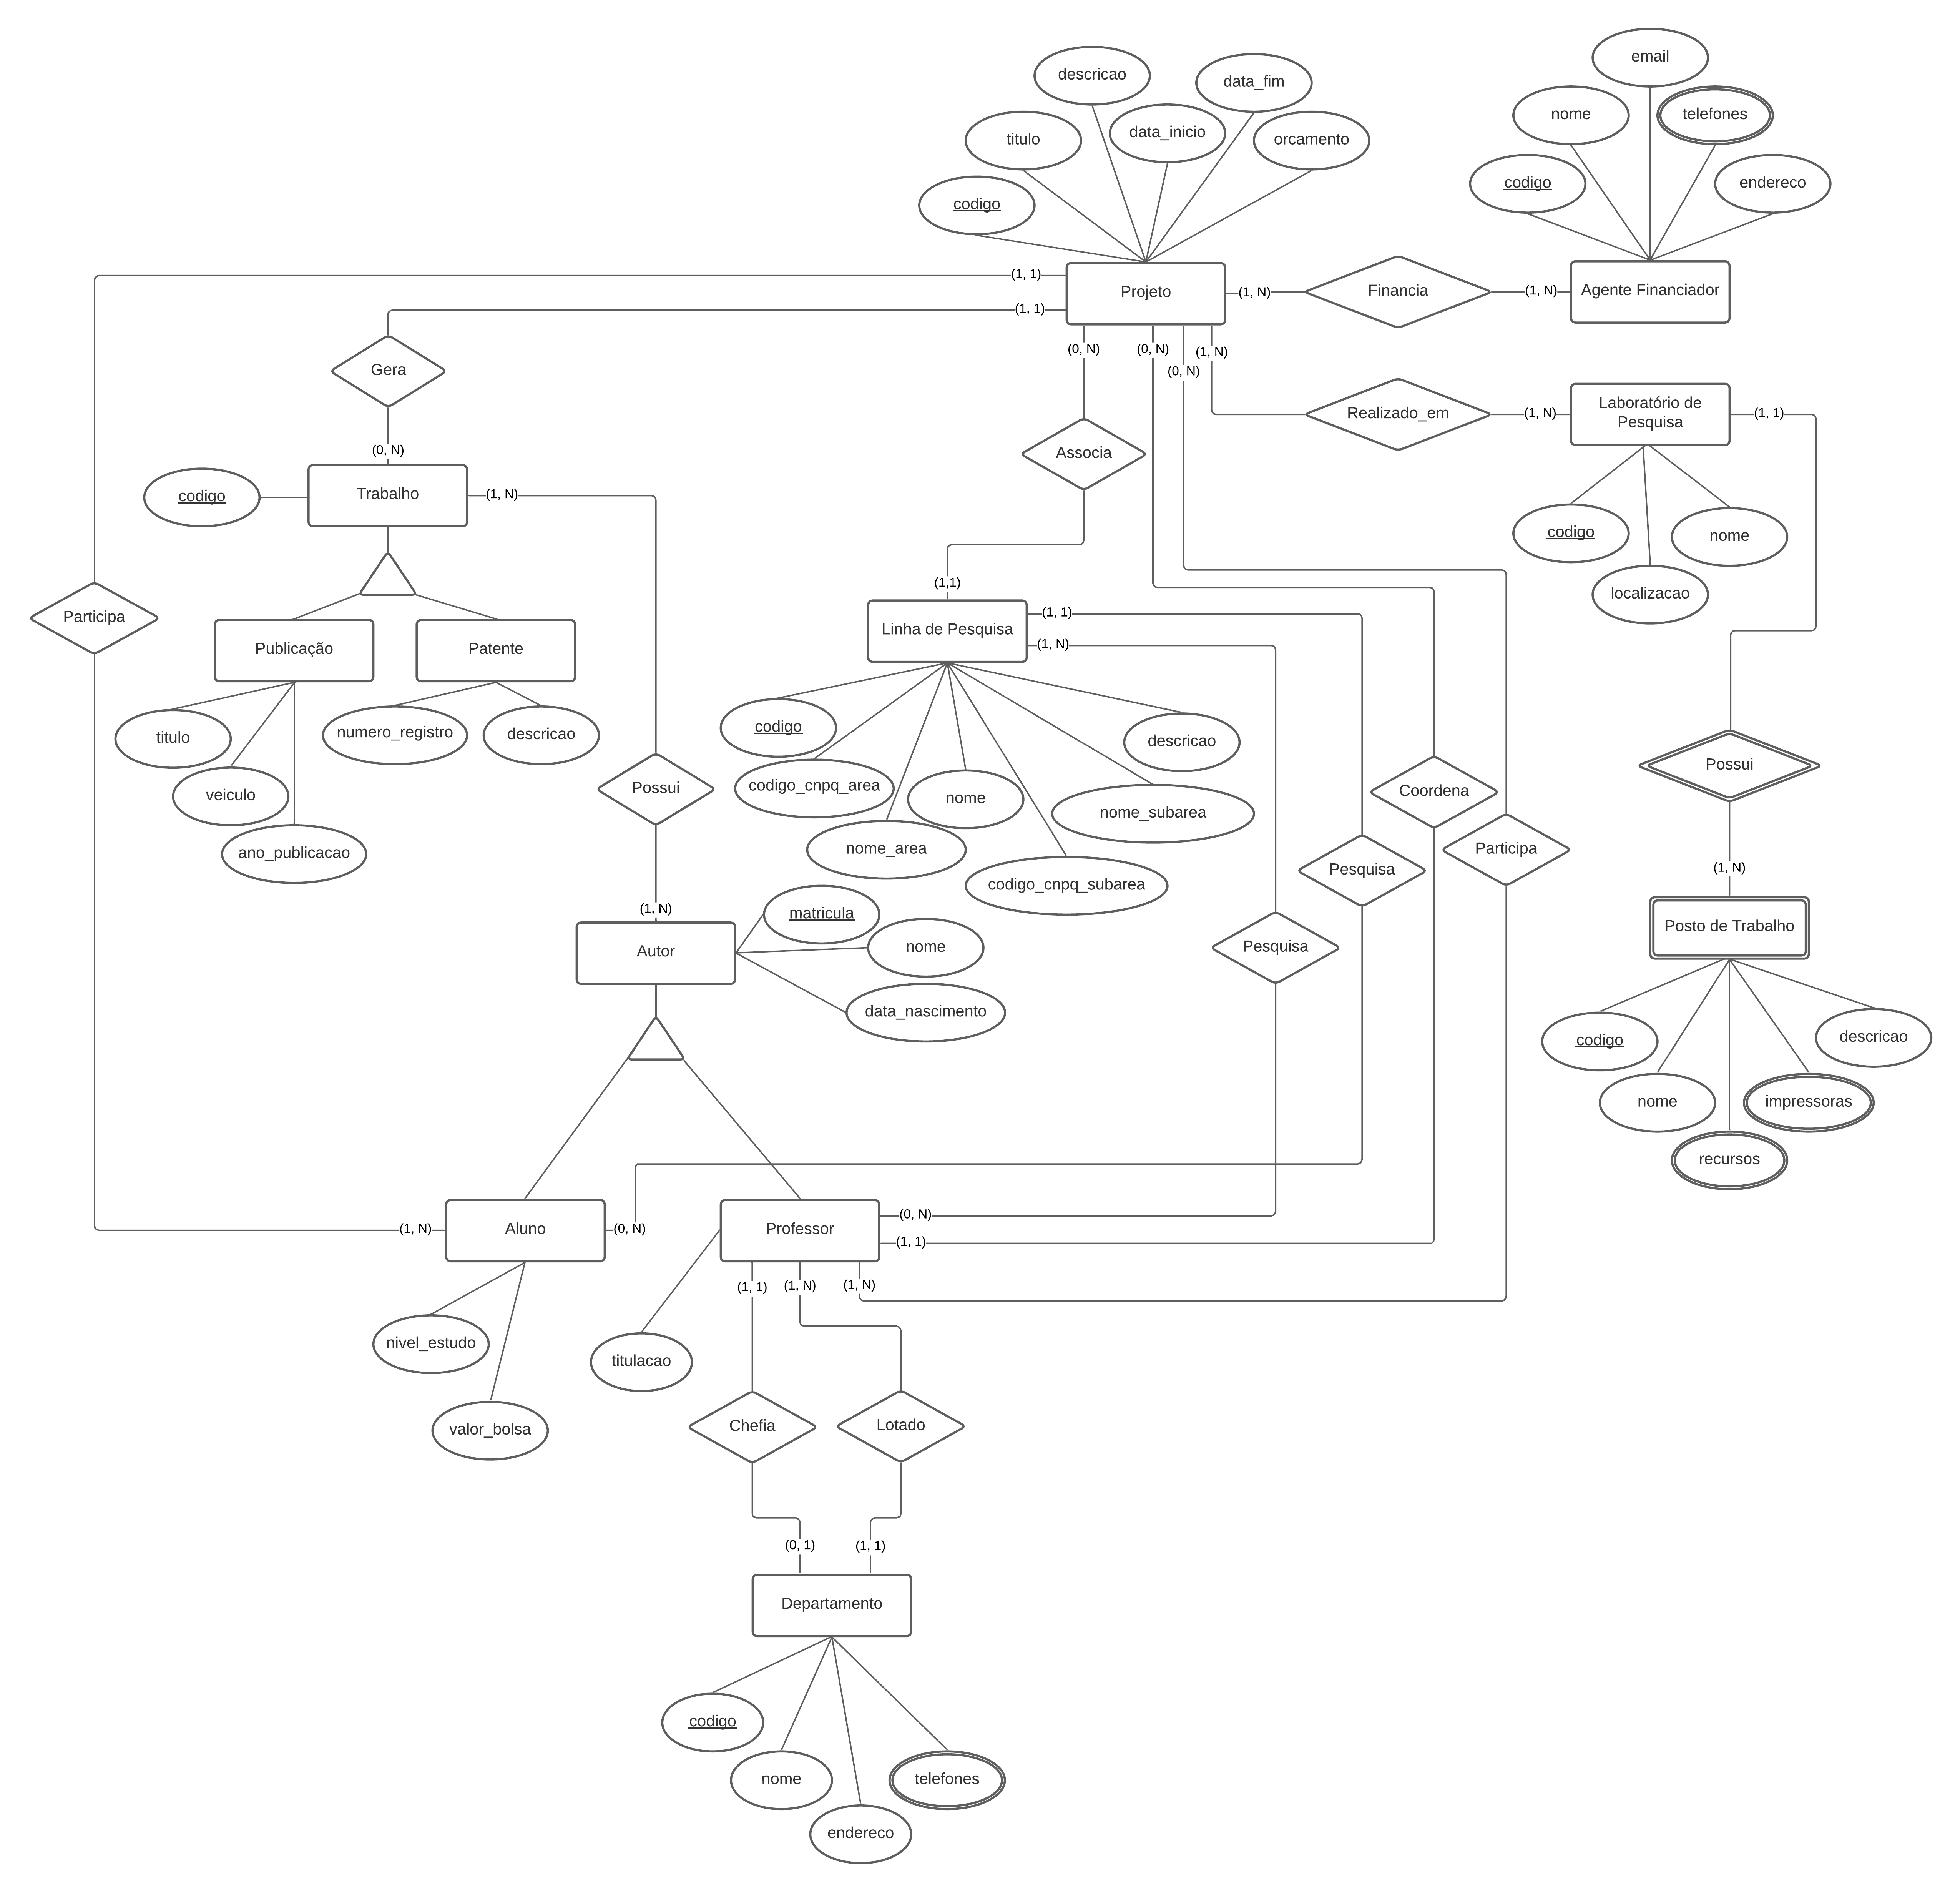 email
descricao
data_fim
nome
telefones
titulo
data_inicio
orcamento
codigo
endereco
codigo
(1, 1)
Projeto
(1, N)
Financia
(1, N)
Agente Financiador
(1, 1)
(0, N)
(0, N)
(1, N)
(0, N)
Gera
Realizado_em
(1, N)
Laboratório de
Pesquisa
(1, 1)
(0, N)
Associa
codigo
Trabalho
(1, N)
codigo
nome
localizacao
(1,1)
Participa
Linha de Pesquisa
(1, 1)
(1, N)
Publicação
Patente
titulo
numero_registro
descricao
veiculo
ano_publicacao
codigo
descricao
codigo_cnpq_area
nome
nome_subarea
nome_area
codigo_cnpq_subarea
Possui
Coordena
Participa
Pesquisa
Pesquisa
Possui
(1, N)
Posto de Trabalho
(1, N)
Autor
matricula
nome
data_nascimento
codigo
descricao
nome
impressoras
recursos
(1, N)
Aluno
(0, N)
Professor
(0, N)
(1, 1)
(1, 1)
(1, N)
(1, N)
nivel_estudo
valor_bolsa
titulacao
Chefia
Lotado
(0, 1)
(1, 1)
Departamento
codigo
nome
telefones
endereco